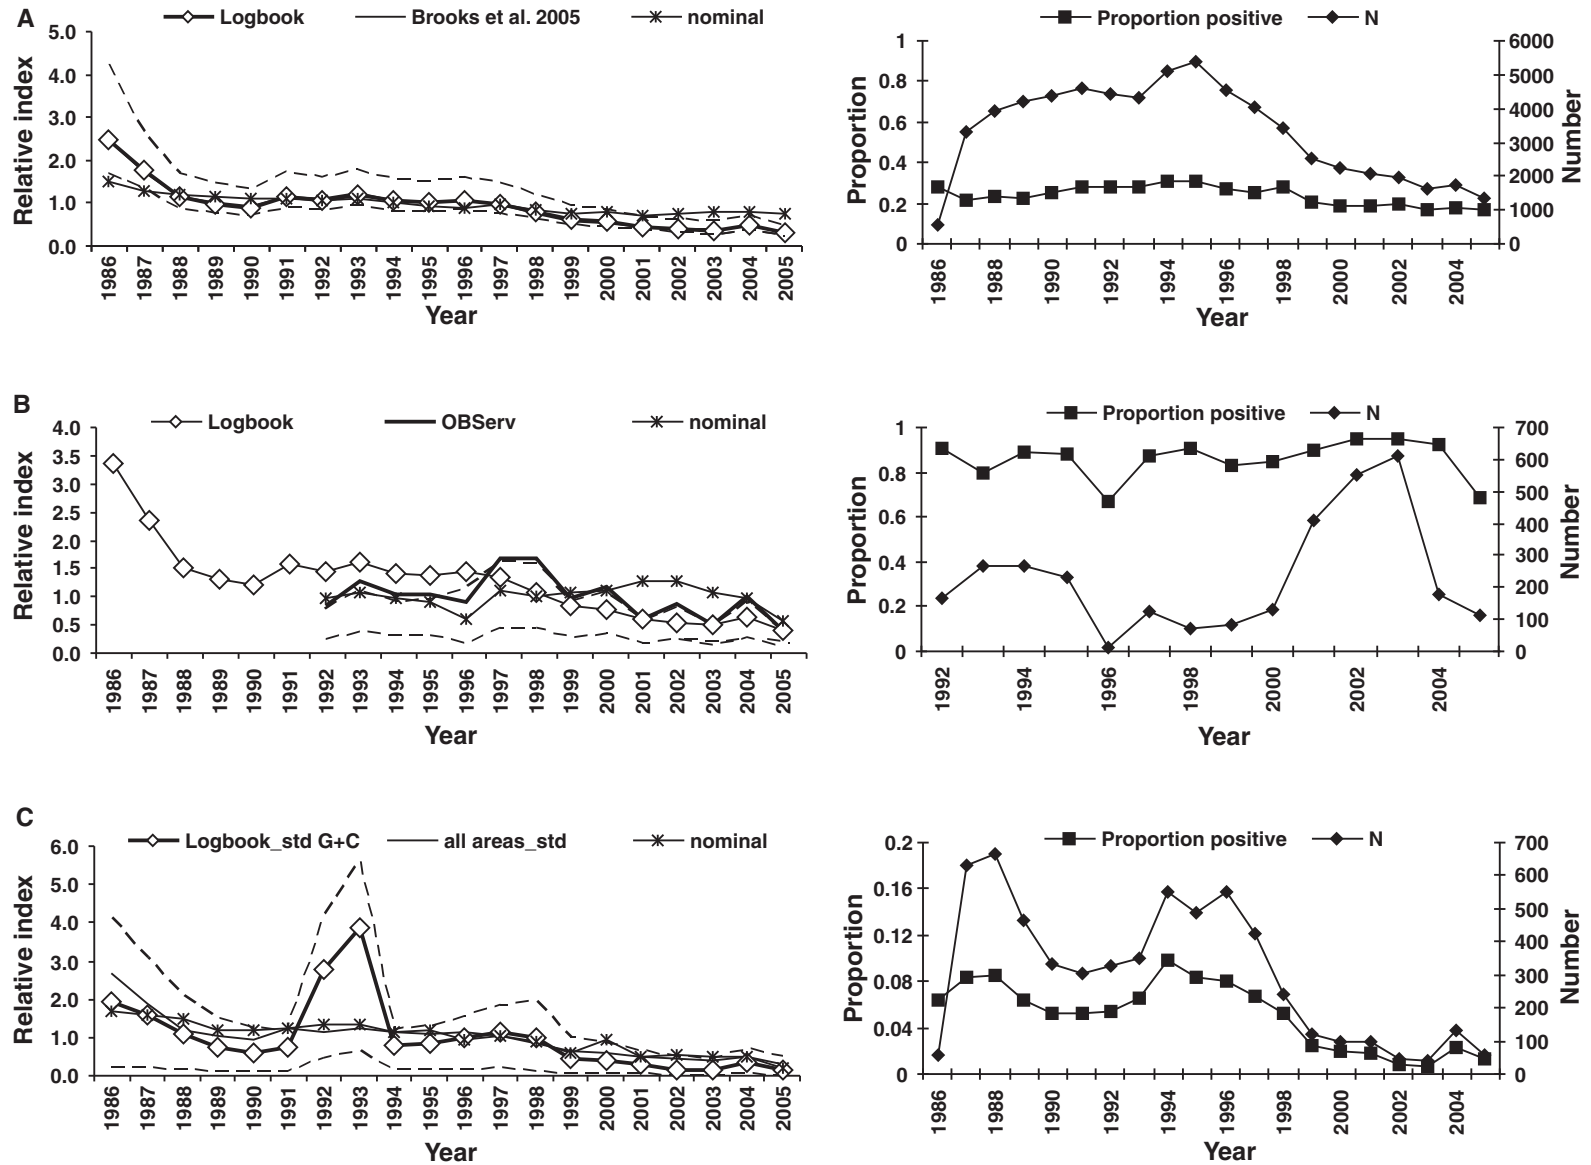 A
Logbook Brooks et al. 2005 nominal
Relative index
5.0
4.0
3.0
2.0
1.0
0.0
1986 1987 1988 1989 1990 1991 1992 1993 1994 1995 1996 1997 1998 1999 2000 2001 2002 2003 2004 2005
Year
Proportion positive N
Proportion
1
0.8
0.6
0.4
0.2
0
6000
5000
4000
3000
2000
1000
0
Number
1986 1988 1990 1992 1994 1996 1998 2000 2002 2004
Year
B
Logbook OBServ nominal
Relative index
4.0
3.5
3.0
2.5
2.0
1.5
1.0
0.5
0.0
1986 1987 1988 1989 1990 1991 1992 1993 1994 1995 1996 1997 1998 1999 2000 2001 2002 2003 2004 2005
Year
Proportion positive N
Proportion
1
0.8
0.6
0.4
0.2
0
700
600
500
400
300
200
100
0
Number
1992 1994 1996 1998 2000 2002 2004
Year
C
Logbook_std G+C all areas_std nominal
Relative index
6.0
5.0
4.0
3.0
2.0
1.0
0.0
1986 1987 1988 1989 1990 1991 1992 1993 1994 1995 1996 1997 1998 1999 2000 2001 2002 2003 2004 2005
Year
Proportion positive N
Proportion
0.2
0.16
0.12
0.08
0.04
0
700
600
500
400
300
200
100
0
Number
1986 1988 1990 1992 1994 1996 1998 2000 2002 2004
Year